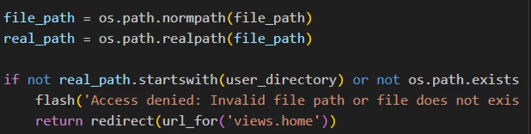 file_path = os.path.normpath(file_path)
real_path = os.path.realpath(file_path)
if not real_path.startswith(user_directory) or not os.path.exists
flash('Access denied: Invalid file path or file does not exis
return redirect(url_for('views.home'))